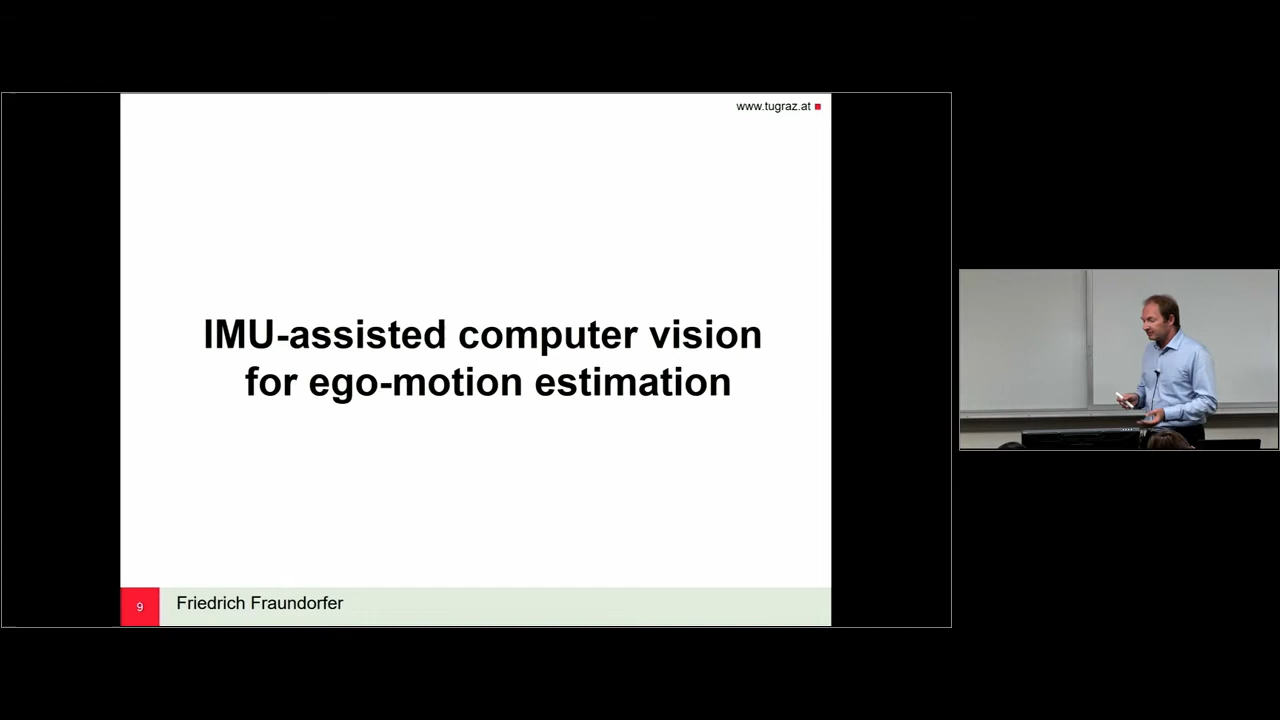 www.tugraz.at
IMU-assisted computer vision
for ego-motion estimation
9
Friedrich Fraundorfer